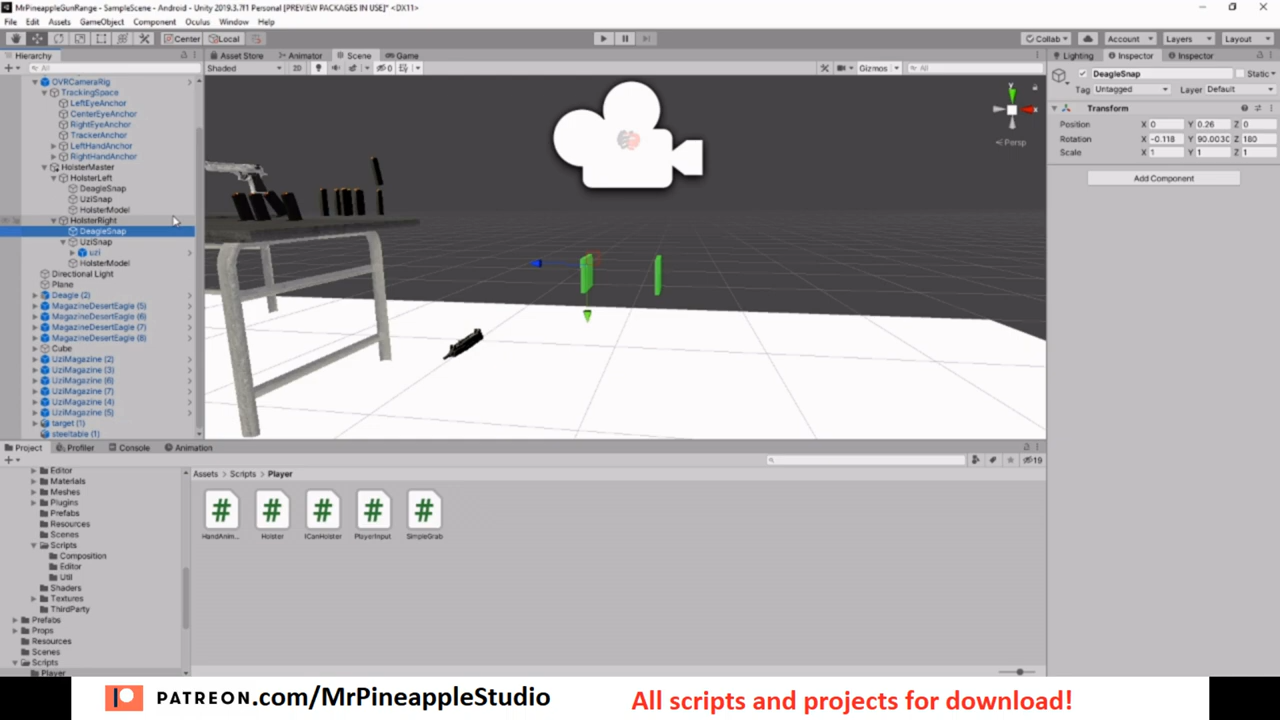 MrPineappleGunRange - SampleScene - Android - Unity 2019.3.7f1 Personal [PREVIEW PACKAGES IN USE]* <DX11>
File Edit Assets GameObject Component Oculus Window Help
Center Local Collab Account Layers Layout
Hierarchy Asset Store Animator Scene Game Lighting Inspector Inspector
All Shaded 2D 0 Gizmos All DeagleSnap Static
Tag Untagged Layer Default
Transform
Position X 0 Y 0.26 Z 0
Rotation X -0.118 Y 90.003 Z 180
Scale X 1 Y 1 Z 1
Add Component
y
x
Persp
OVRCameraRig
TrackingSpace
LeftEyeAnchor
CenterEyeAnchor
RightEyeAnchor
TrackerAnchor
LeftHandAnchor
RightHandAnchor
HolsterMaster
HolsterLeft
DeagleSnap
UziSnap
HolsterModel
HolsterRight
DeagleSnap
UziSnap
uzi
HolsterModel
Directional Light
Plane
Deagle (2)
MagazineDesertEagle (5)
MagazineDesertEagle (6)
MagazineDesertEagle (7)
MagazineDesertEagle (8)
Cube
UziMagazine (2)
UziMagazine (3)
UziMagazine (6)
UziMagazine (7)
UziMagazine (4)
UziMagazine (5)
target (1)
steeltable (1)
Project Profiler Console Animation
19
Editor
Materials
Meshes
Plugins
Prefabs
Resources
Scenes
Scripts
Composition
Editor
Util
Shaders
Textures
ThirdParty
Prefabs
Props
Resources
Scenes
Scripts
Player
Assets > Scripts > Player
HandAnim... Holster ICanHolster PlayerInput SimpleGrab
PATREON.com/MrPineappleStudio All scripts and projects for download!